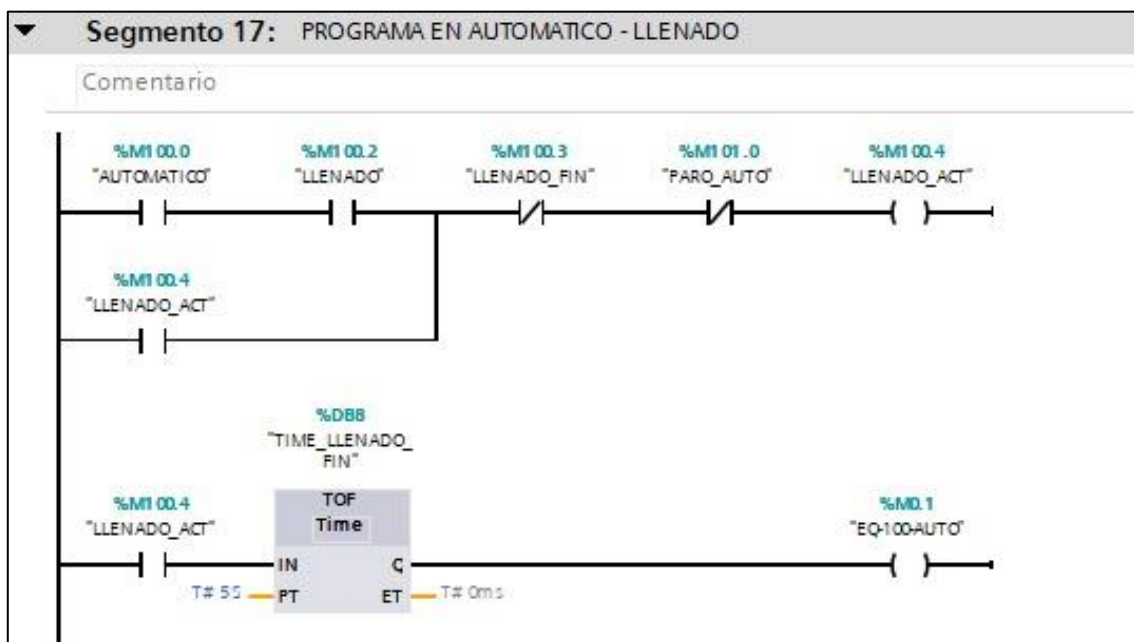 Segmento 17: PROGRAMA EN AUTOMATICO - LLENADO
Comentario
%M100.0 %M100.2 %M100.3 %M101.0 %M100.4
"AUTOMATICO" "LLENADO" "LLENADO_FIN" "PARO_AUTO" "LLENADO_ACT"
%M100.4
"LLENADO_ACT"
%DB8
"TIME_LLENADO_
FIN"
%M100.4 TOF %M0.1
"LLENADO_ACT" Time "EQ-100-AUTO"
IN Q
T# 5S PT ET T# 0ms